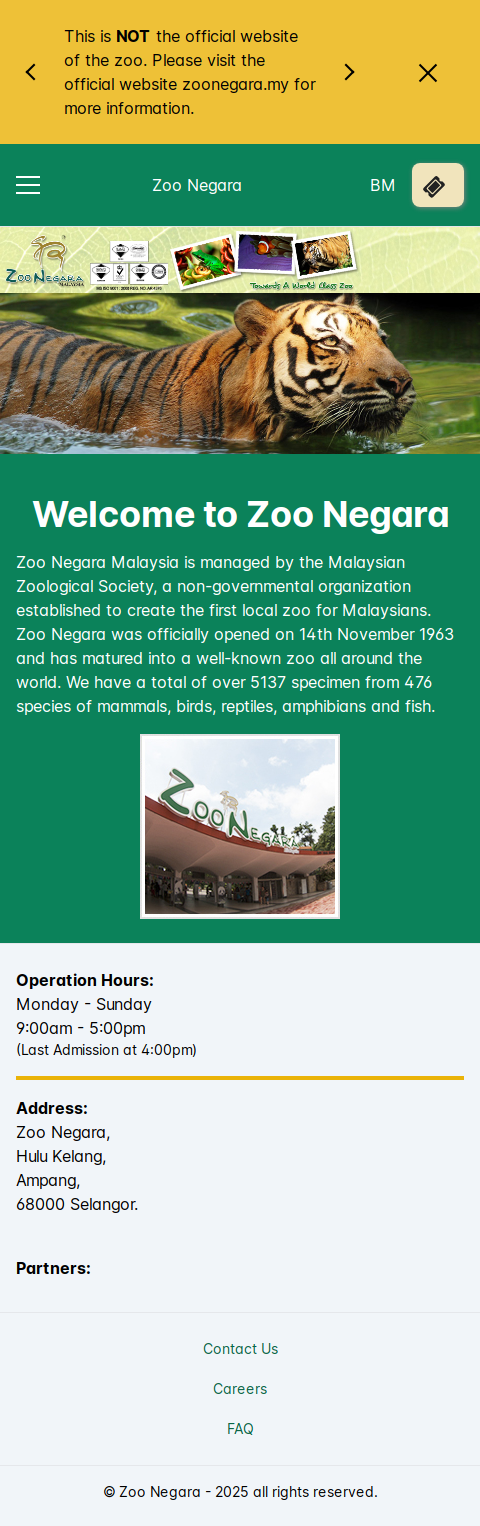 This is NOT the official website
of the zoo. Please visit the
official website zoonegara.my for
more information.
Zoo Negara
BM
ZOO NEGARA
MALAYSIA
Towards A World Class Zoo
Welcome to Zoo Negara
Zoo Negara Malaysia is managed by the Malaysian
Zoological Society, a non-governmental organization
established to create the first local zoo for Malaysians.
Zoo Negara was officially opened on 14th November 1963
and has matured into a well-known zoo all around the
world. We have a total of over 5137 specimen from 476
species of mammals, birds, reptiles, amphibians and fish.
ZOO NEGARA
Operation Hours:
Monday - Sunday
9:00am - 5:00pm
(Last Admission at 4:00pm)
Address:
Zoo Negara,
Hulu Kelang,
Ampang,
68000 Selangor.
Partners:
Contact Us
Careers
FAQ
© Zoo Negara - 2025 all rights reserved.